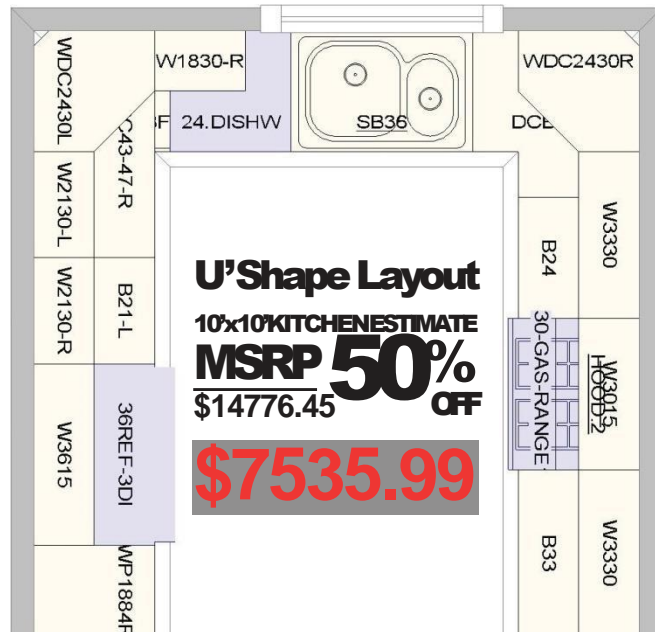 WDC2430L
W1830-R
WDC2430R
F 24.DISHW
SB36
DCB
C43-47-R
W2130-L
W3330
B24
B21-L
W2130-R
U'Shape Layout
10'x10'KITCHENESTIMATE
MSRP 50%
$14776.45 OFF
$7535.99
30-GAS-RANGE
W3015
HOOD-2
36REF-3DI
W3615
B33
W3330
WP1884R